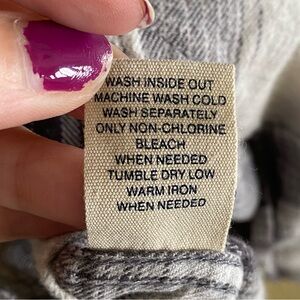 WASH INSIDE OUT
MACHINE WASH COLD
WASH SEPARATELY
ONLY NON-CHLORINE
BLEACH
WHEN NEEDED
TUMBLE DRY LOW
WARM IRON
WHEN NEEDED